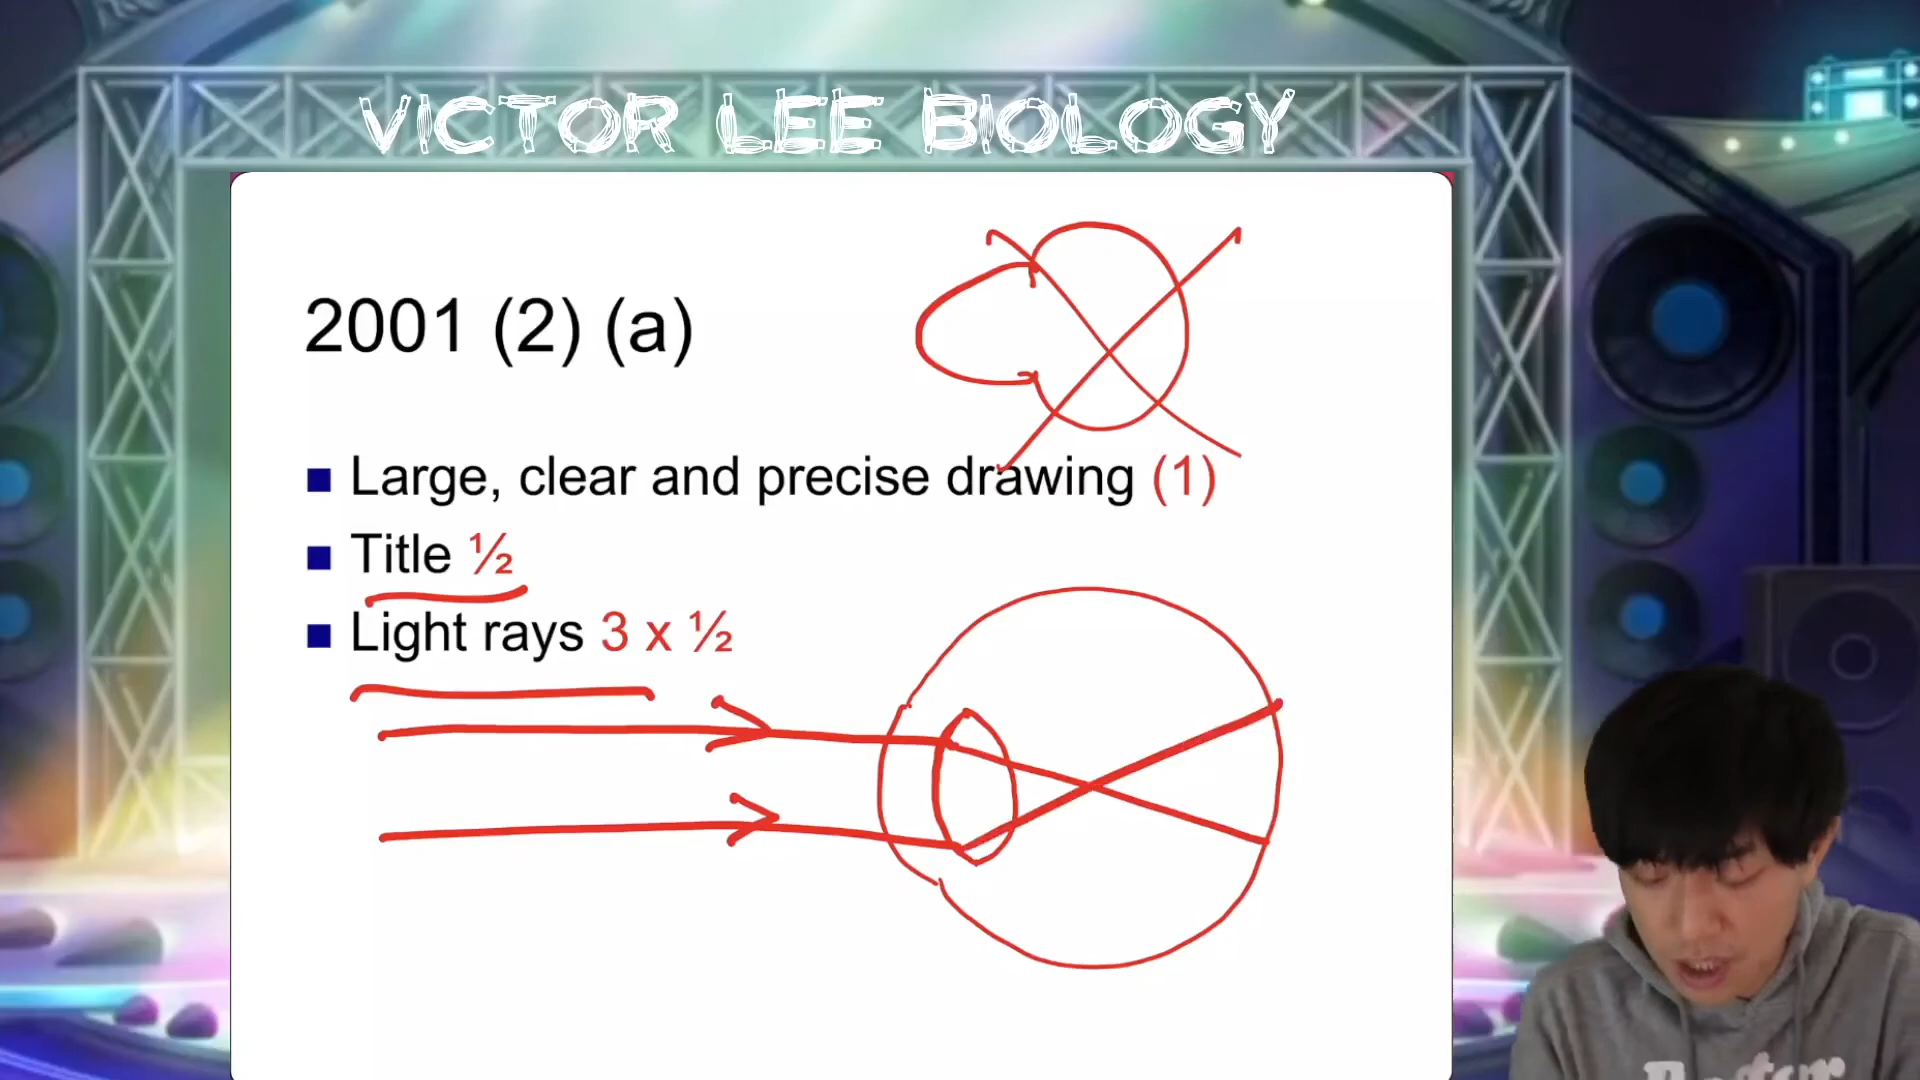 VICTOR LEE BIOLOGY
2001 (2) (a)
Large, clear and precise drawing (1)
Title ½
Light rays 3 x ½